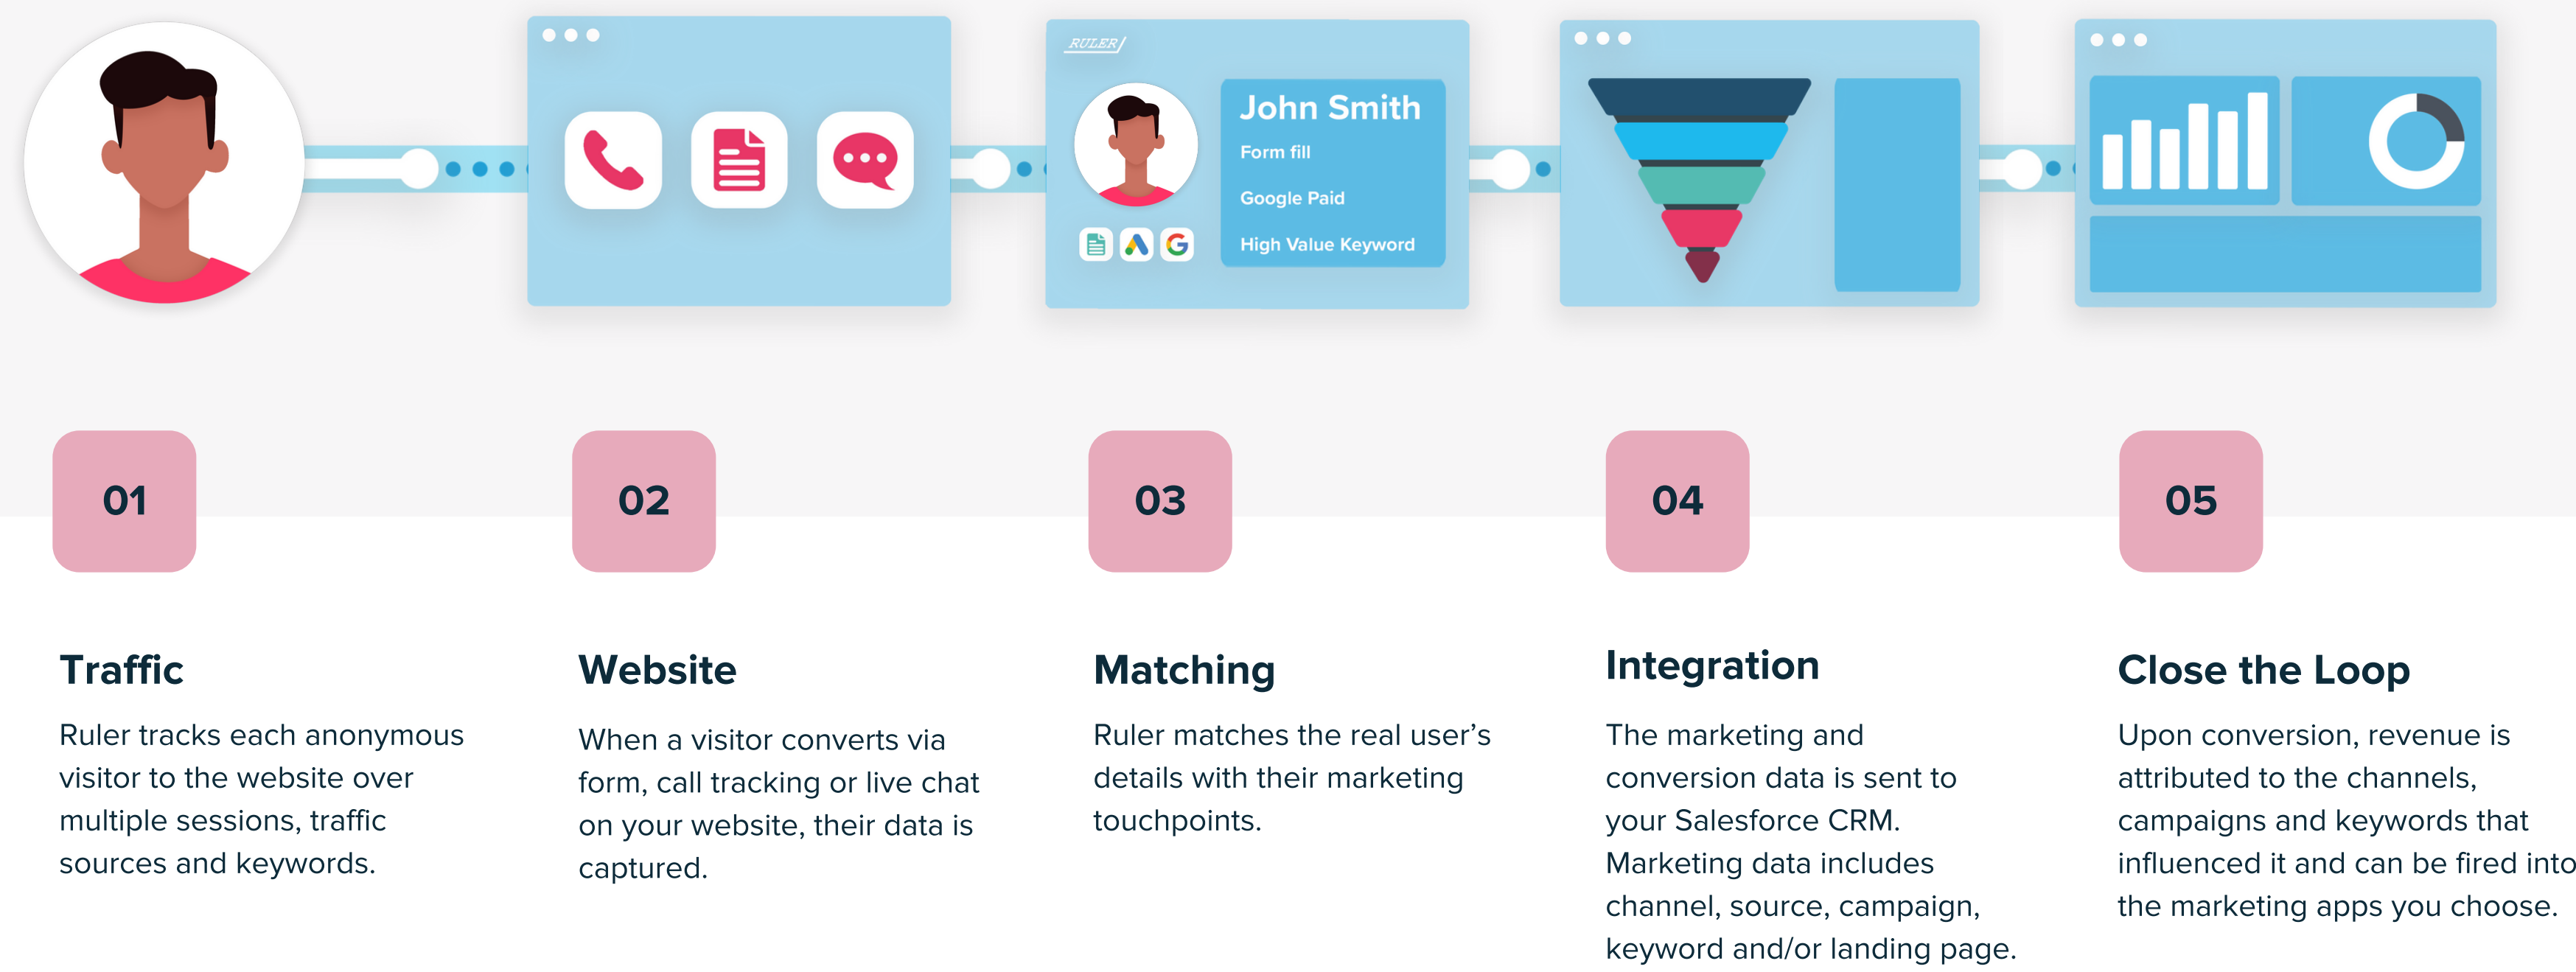 RULER
John Smith
Form fill
Google Paid
High Value Keyword
01
02
03
04
05
Traffic
Ruler tracks each anonymous
visitor to the website over
multiple sessions, traffic
sources and keywords.
Website
When a visitor converts via
form, call tracking or live chat
on your website, their data is
captured.
Matching
Ruler matches the real user’s
details with their marketing
touchpoints.
Integration
The marketing and
conversion data is sent to
your Salesforce CRM.
Marketing data includes
channel, source, campaign,
keyword and/or landing page.
Close the Loop
Upon conversion, revenue is
attributed to the channels,
campaigns and keywords that
influenced it and can be fired into
the marketing apps you choose.